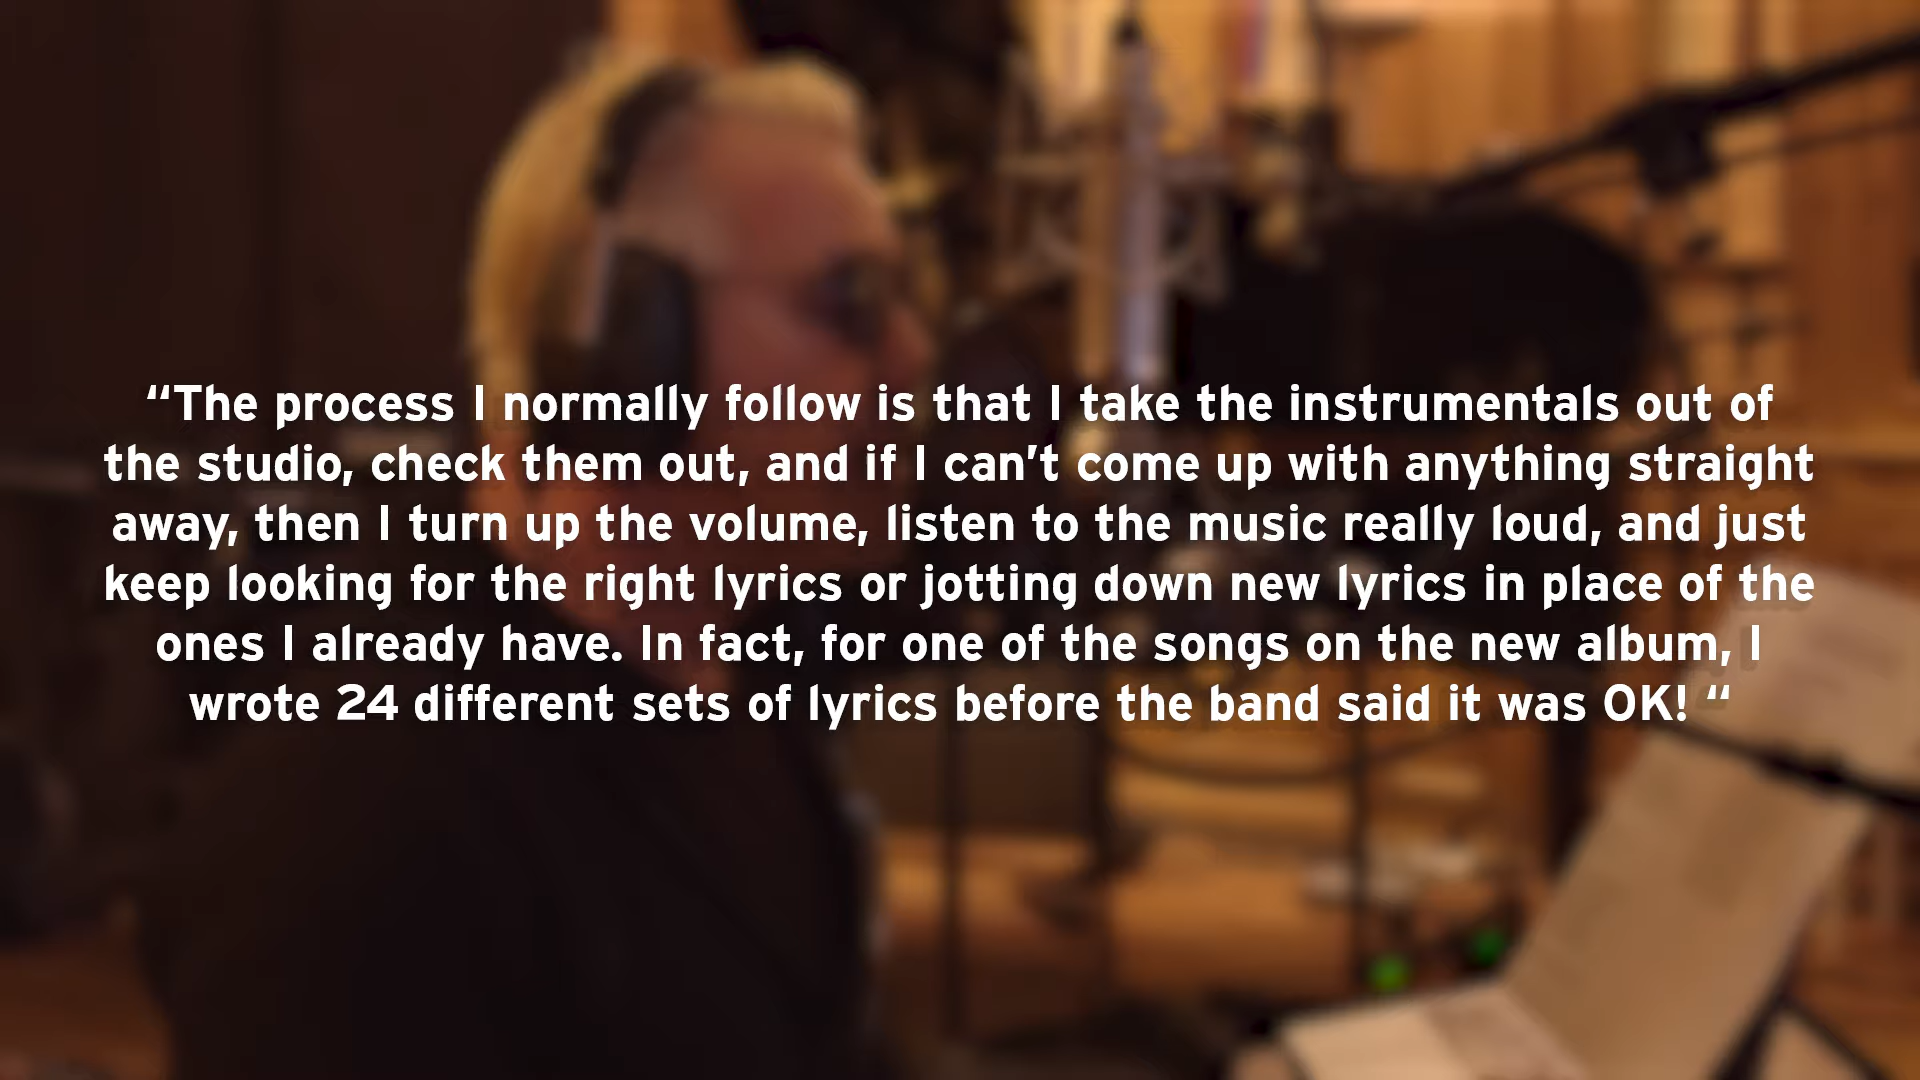 “The process I normally follow is that I take the instrumentals out of
the studio, check them out, and if I can’t come up with anything straight
away, then I turn up the volume, listen to the music really loud, and just
keep looking for the right lyrics or jotting down new lyrics in place of the
ones I already have. In fact, for one of the songs on the new album, I
wrote 24 different sets of lyrics before the band said it was OK! “